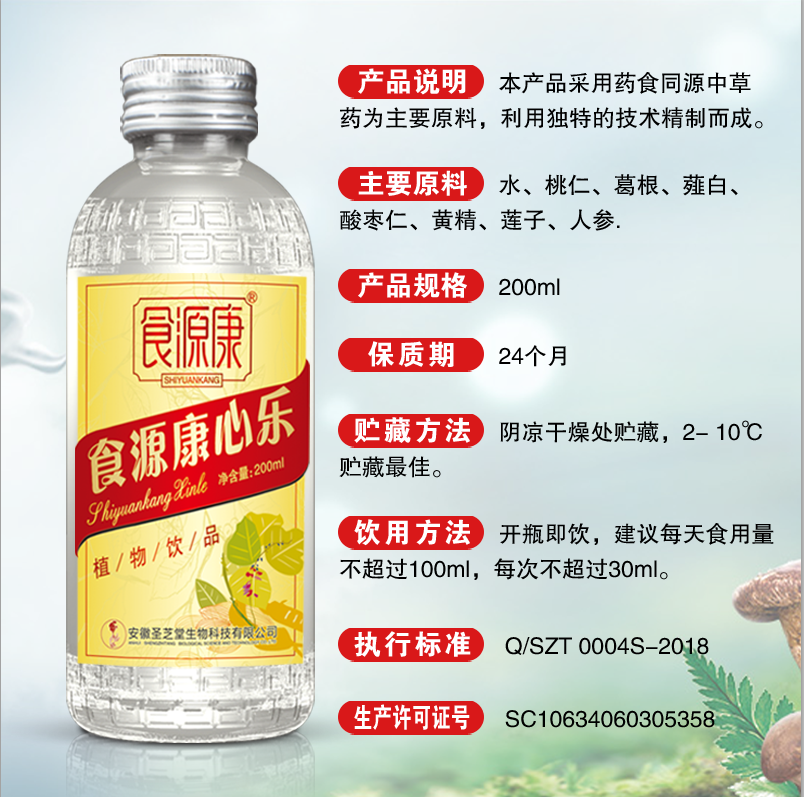 食源康®
SHIYUANKANG
食源康心乐
Shiyuankang Xinle
净含量:200ml
植/物/饮/品
安徽圣芝堂生物科技有限公司
产品说明 本产品采用药食同源中草
药为主要原料，利用独特的技术精制而成。
主要原料 水、桃仁、葛根、薤白、
酸枣仁、黄精、莲子、人参.
产品规格 200ml
保质期 24个月
贮藏方法 阴凉干燥处贮藏，2- 10℃
贮藏最佳。
饮用方法 开瓶即饮，建议每天食用量
不超过100ml，每次不超过30ml。
执行标准 Q/SZT 0004S-2018
生产许可证号 SC10634060305358